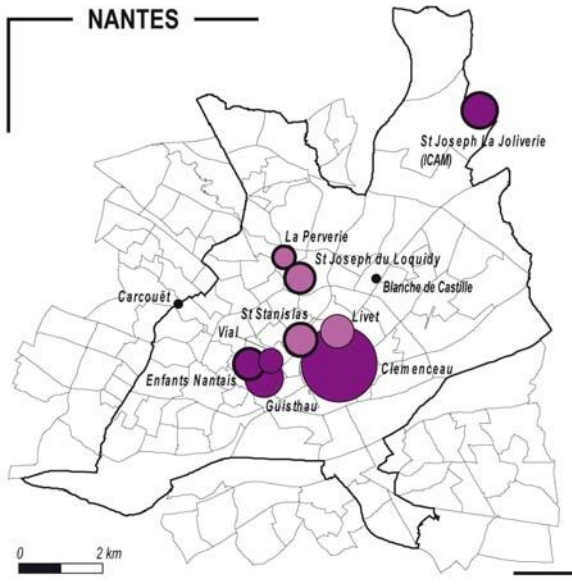 NANTES
St Joseph La Joliverie
(ICAM)
La Perverie
St Joseph du Loquidy
Blanche de Castille
Carcouët
St Stanislas
Livet
Vial
Clemenceau
Enfants Nantais
Guisthau
0 2 km